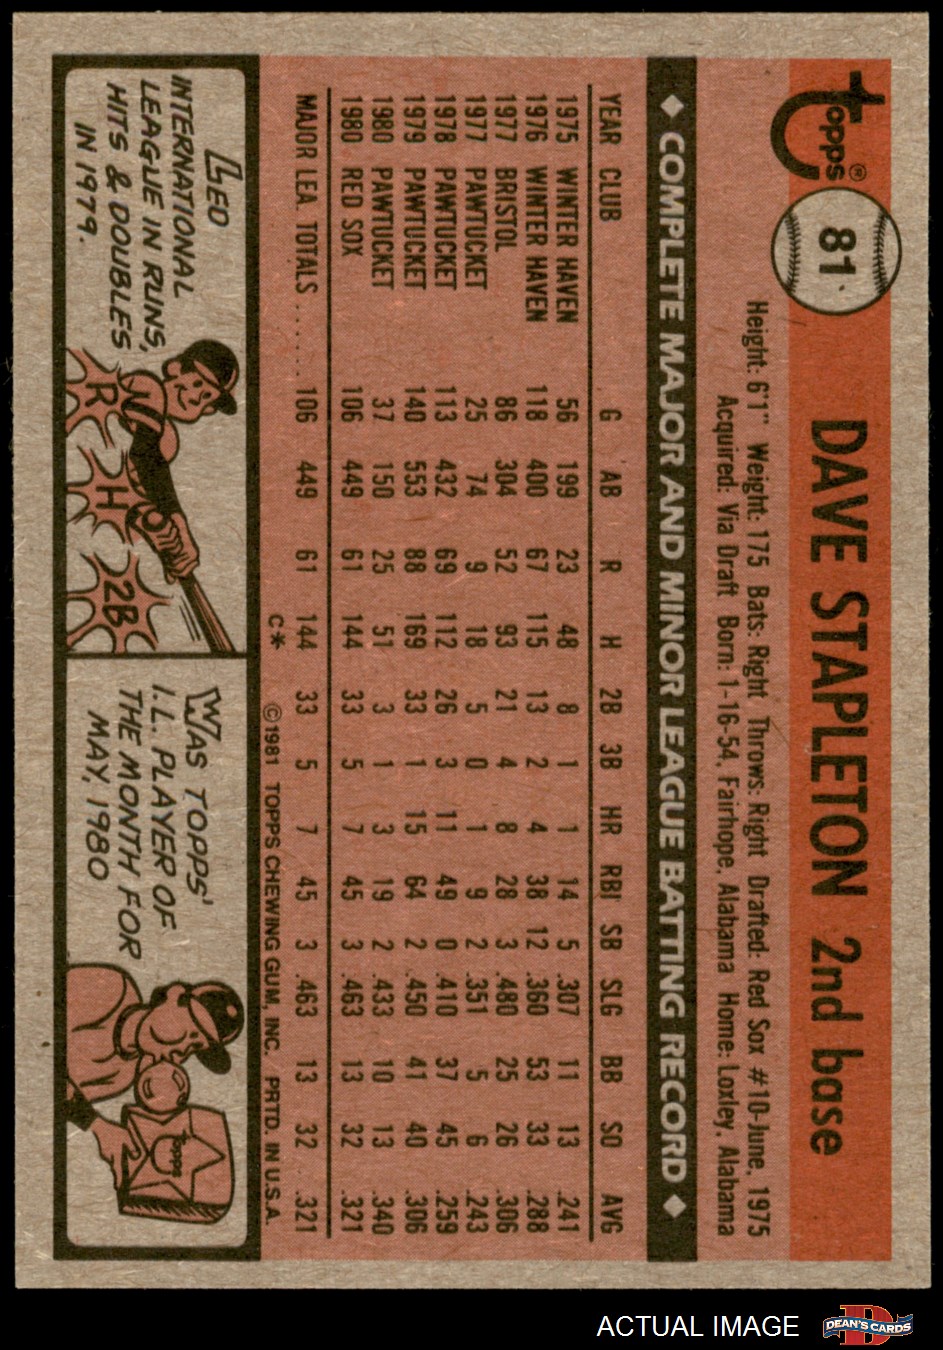 Topps®
81
DAVE STAPLETON 2nd base
Height: 6'1" Weight: 175 Bats: Right Throws: Right Drafted: Red Sox #10-June, 1975
Acquired: Via Draft Born: 1-16-54, Fairhope, Alabama Home: Loxley, Alabama
◆ COMPLETE MAJOR AND MINOR LEAGUE BATTING RECORD ◆
YEAR CLUB G AB R H 2B 3B HR RBI SB SLG BB SO AVG
1975 WINTER HAVEN 56 199 23 48 8 1 1 14 5 .307 11 13 .241
1976 WINTER HAVEN 118 400 67 115 13 2 4 38 12 .360 53 33 .288
1977 BRISTOL 86 304 52 93 21 4 8 28 3 .480 25 26 .306
1977 PAWTUCKET 25 74 9 18 5 0 1 9 2 .351 5 6 .243
1978 PAWTUCKET 113 432 69 112 26 3 11 49 0 .410 37 45 .259
1979 PAWTUCKET 140 553 88 169 33 1 15 64 2 .450 41 40 .306
1980 PAWTUCKET 37 150 25 51 3 1 3 19 2 .433 10 13 .340
1980 RED SOX 106 449 61 144 33 5 7 45 3 .463 13 32 .321
MAJOR LEA. TOTALS ...... 106 449 61 144 33 5 7 45 3 .463 13 32 .321
C* ©1981 TOPPS CHEWING GUM, INC. PRTD. IN U.S.A.
LED
INTERNATIONAL
LEAGUE IN RUNS,
HITS & DOUBLES
IN 1979.
R H 2B
WAS TOPPS'
I.L. PLAYER OF
THE MONTH FOR
MAY, 1980
Topps
ACTUAL IMAGE
DEAN'S CARDS